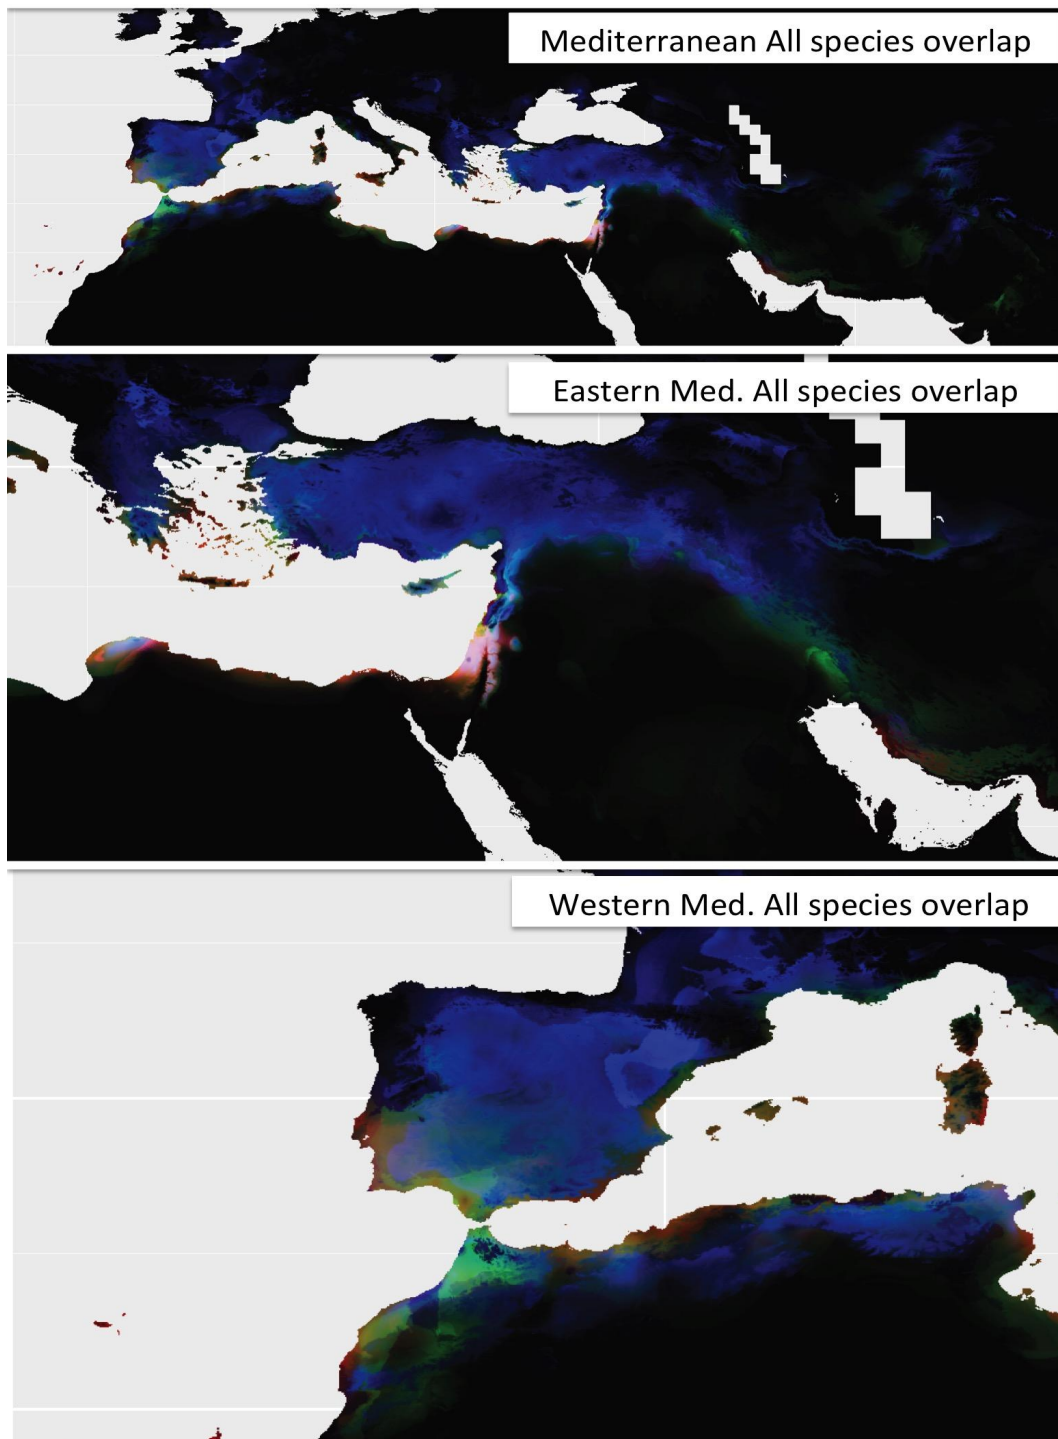 Mediterranean All species overlap
Eastern Med. All species overlap
Western Med. All species overlap